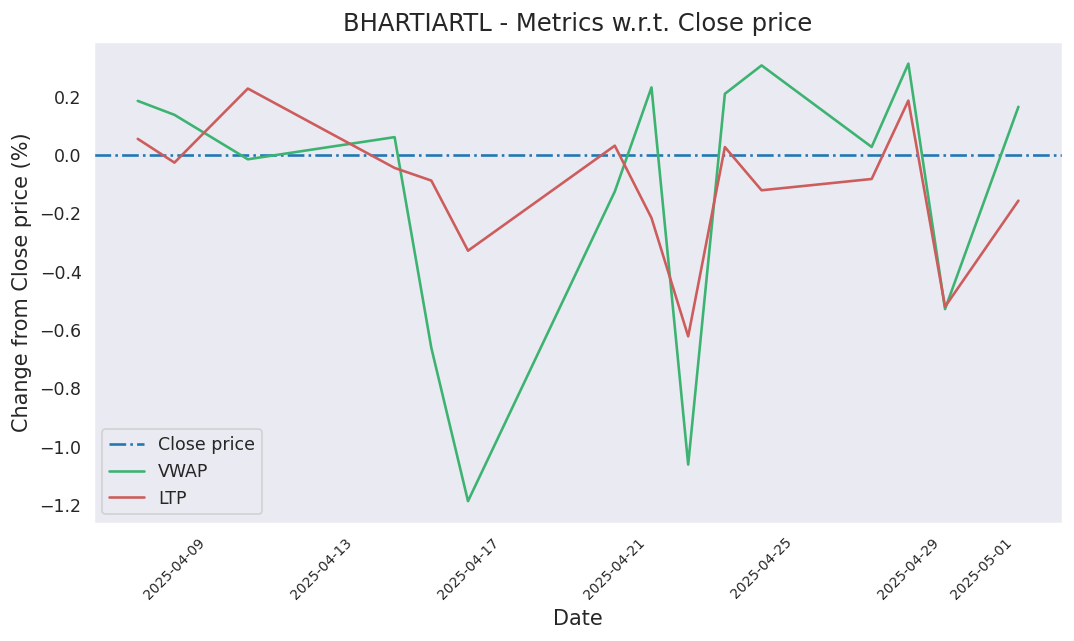 BHARTIARTL - Metrics w.r.t. Close price
Change from Close price (%)
0.2
0.0
−0.2
−0.4
−0.6
−0.8
−1.0
−1.2
Close price
VWAP
LTP
2025-04-09
2025-04-13
2025-04-17
2025-04-21
2025-04-25
2025-04-29
2025-05-01
Date